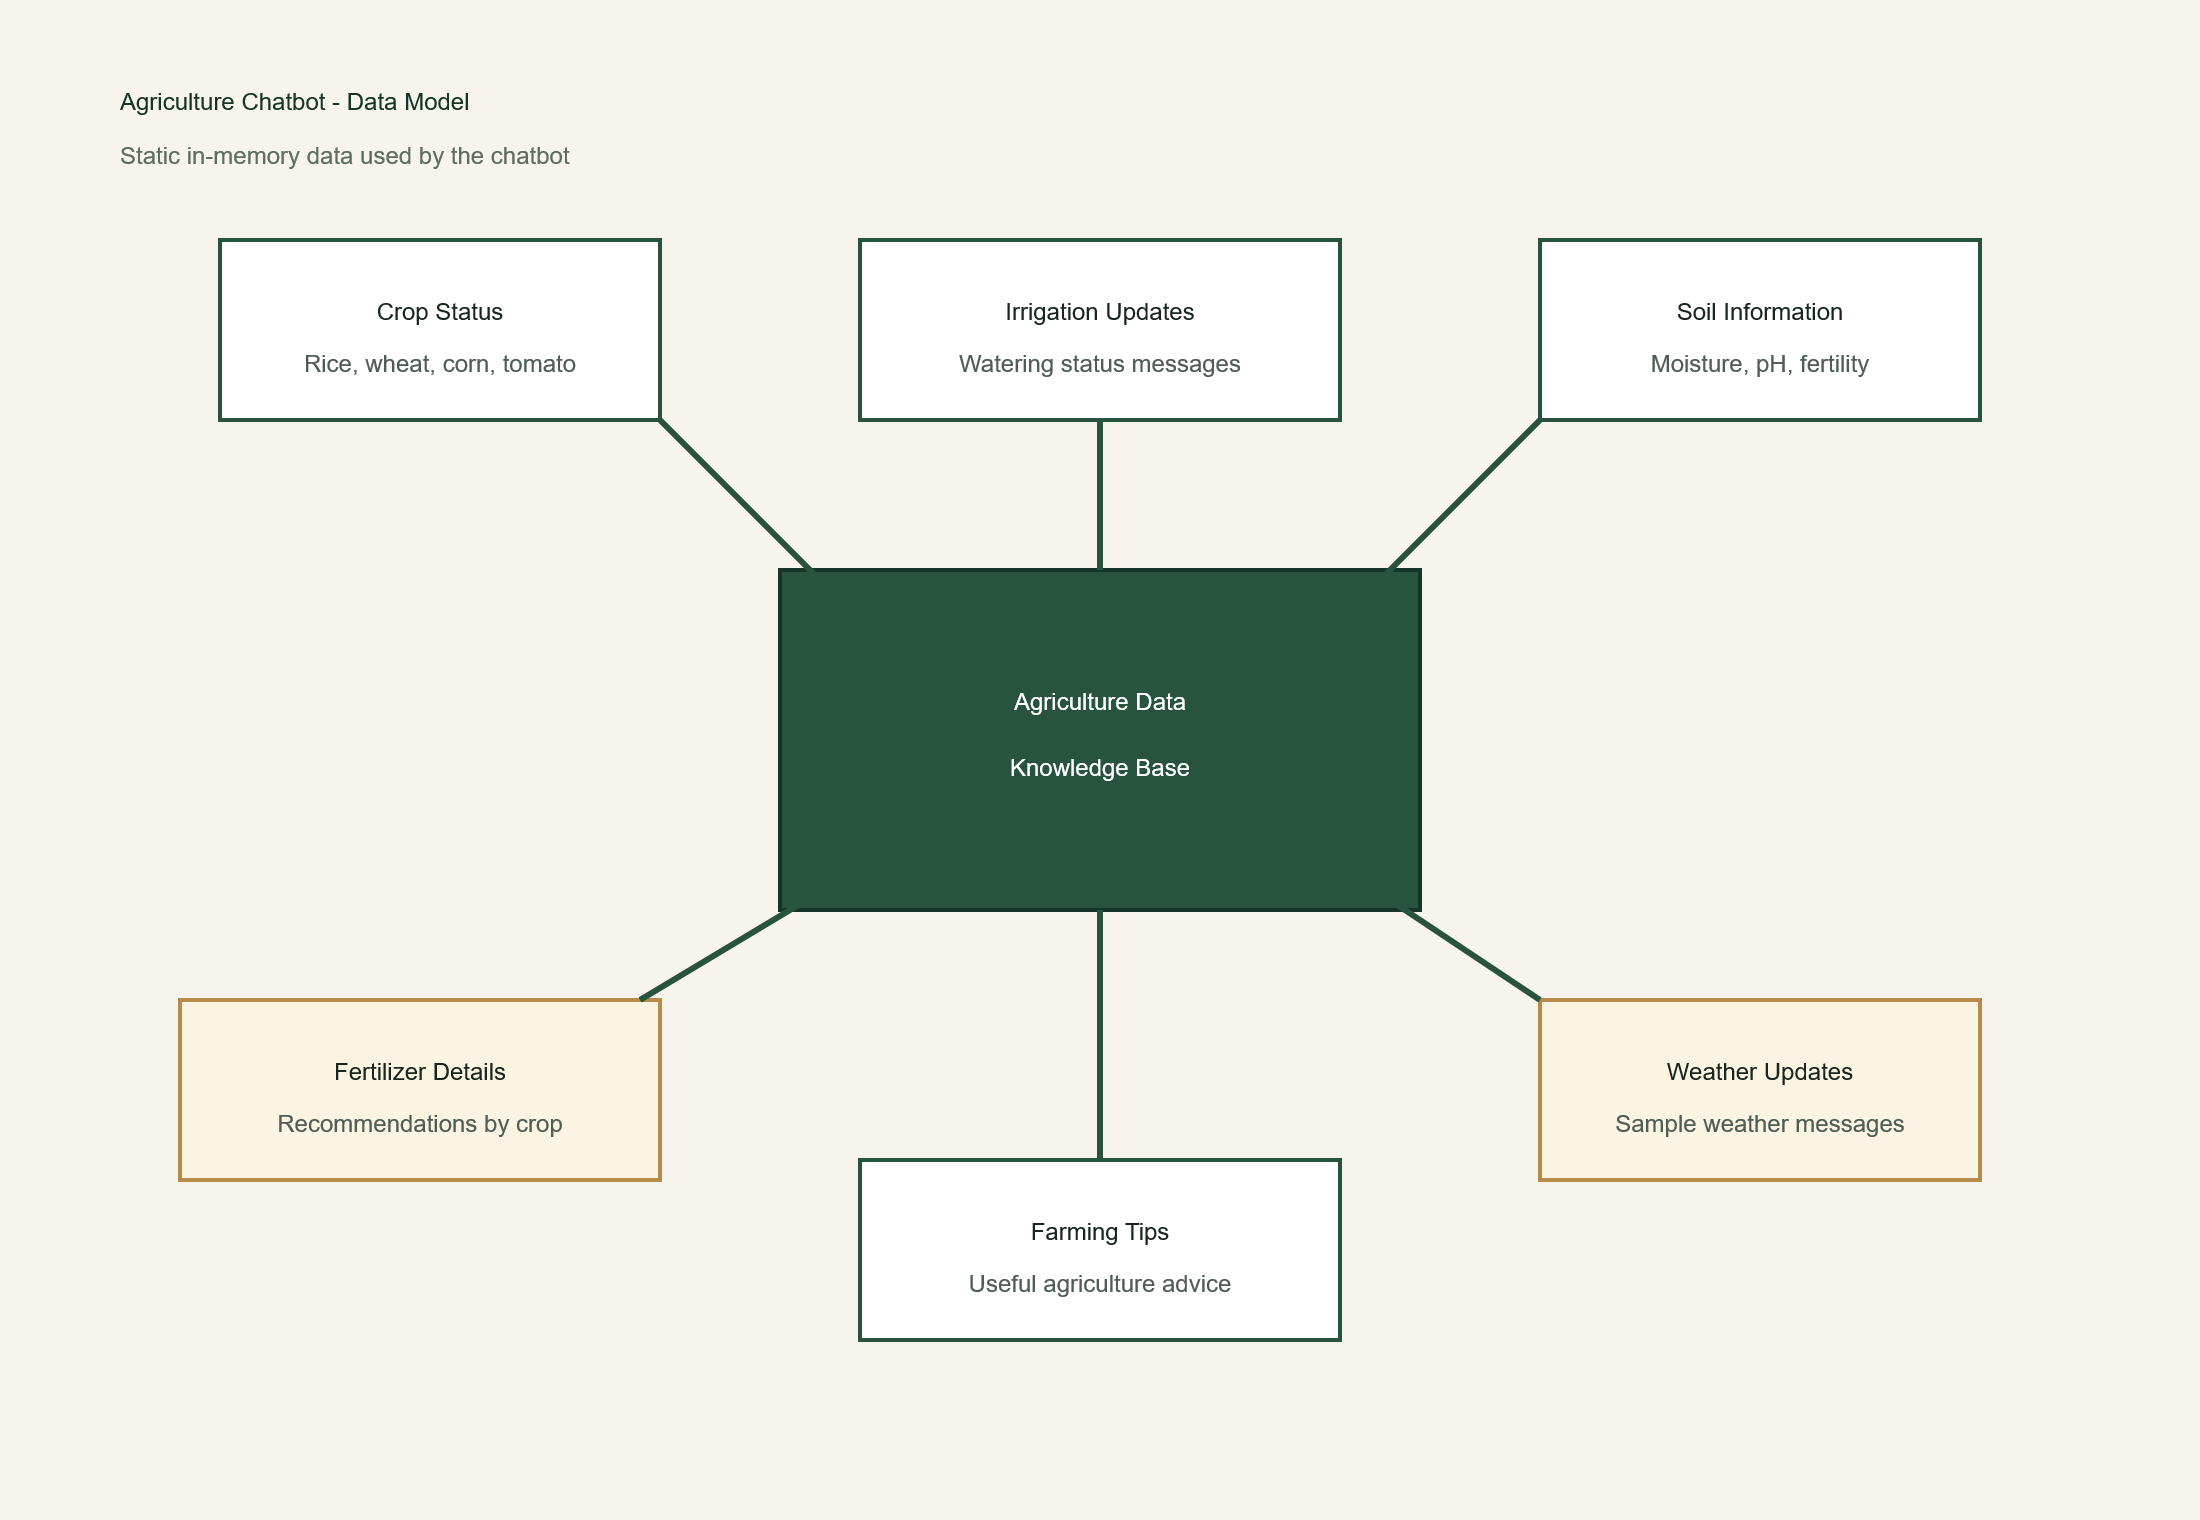 Agriculture Chatbot - Data Model
Static in-memory data used by the chatbot
Crop Status
Rice, wheat, corn, tomato
Irrigation Updates
Watering status messages
Soil Information
Moisture, pH, fertility
Agriculture Data
Knowledge Base
Fertilizer Details
Recommendations by crop
Weather Updates
Sample weather messages
Farming Tips
Useful agriculture advice